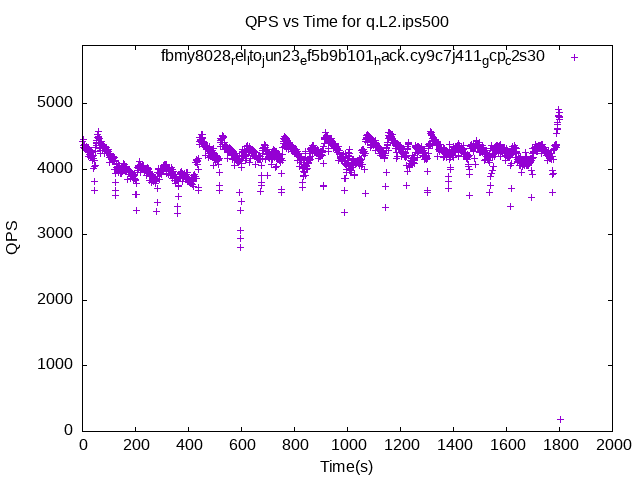 QPS vs Time for q.L2.ips500
fbmy8028relltojun23ef5b9b101hack.cy9c7j411gcpc2s30
5000
4000
3000
2000
1000
0
QPS
0 200 400 600 800 1000 1200 1400 1600 1800 2000
Time(s)